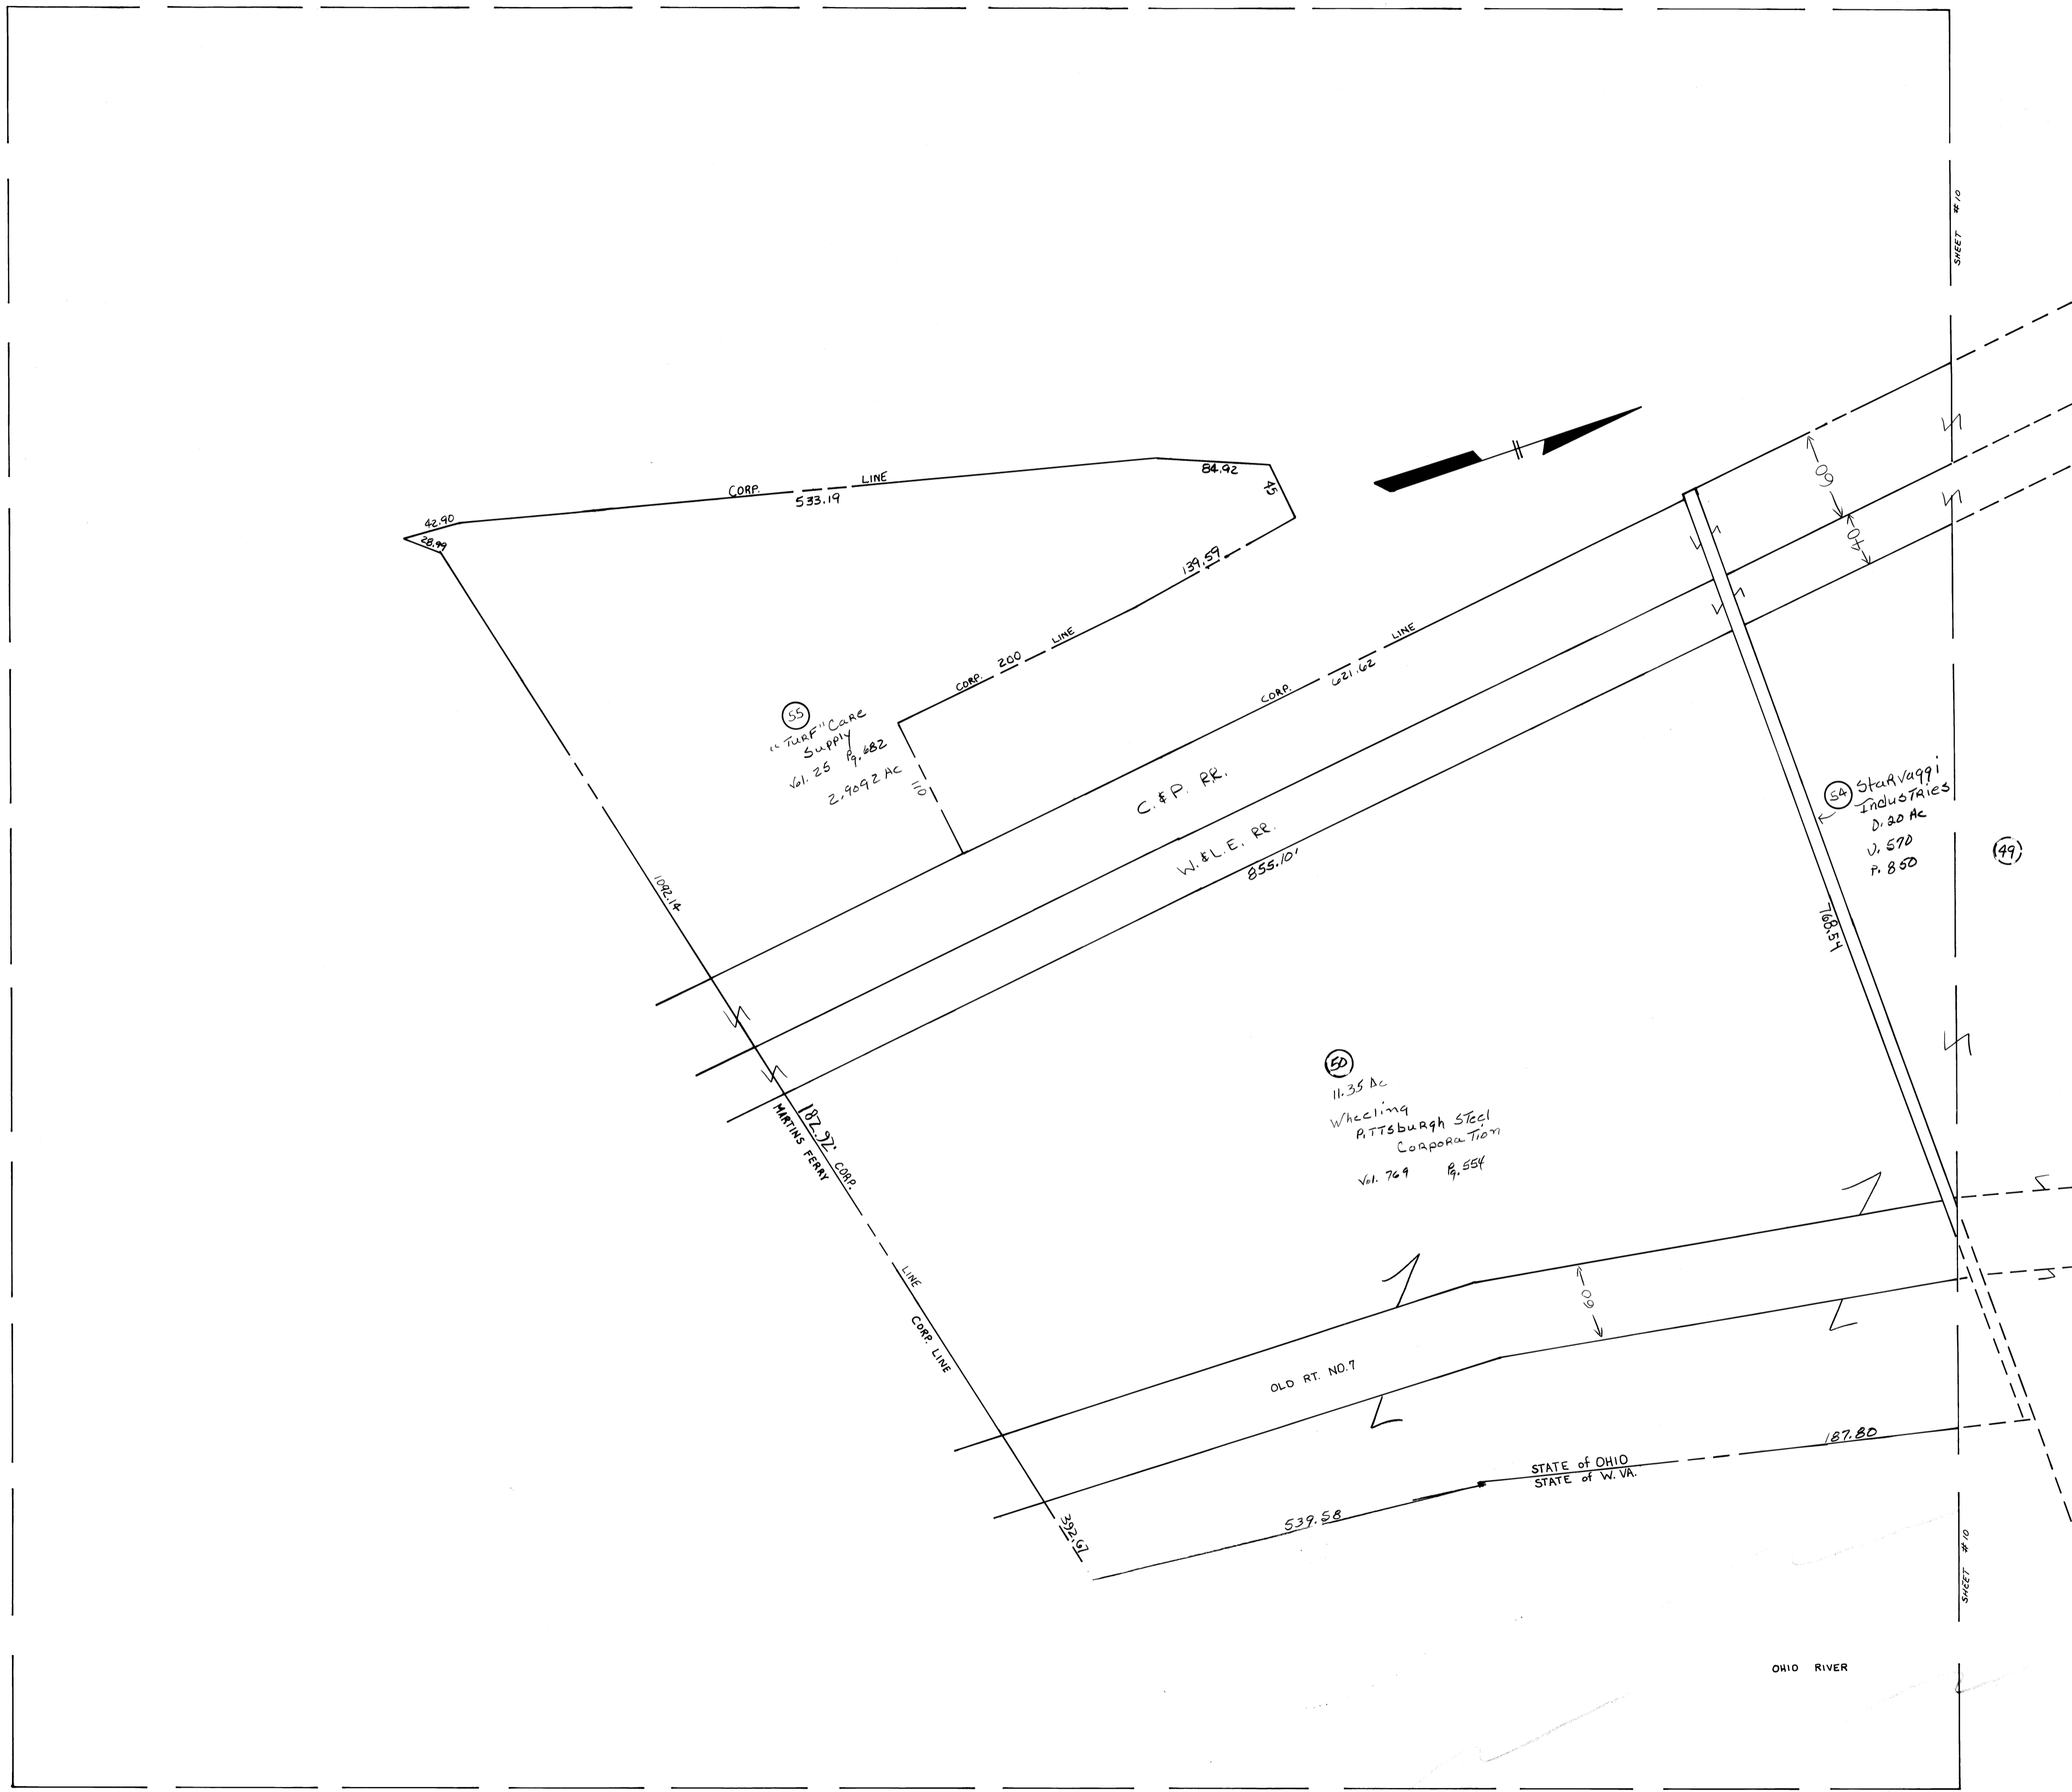 SHEET #10
84.92
CORP. LINE
533.19
45
42.90
28.99
139.59
60
40
CORP. 200 LINE
CORP. LINE
621.62
55
"TURF" Care
Supply
Vol. 25 Pg. 682
2.9092 Ac
110
C. & P. RR.
W. & L.E. RR.
855.10'
54 Starvaggi
Industries
0.20 Ac
V. 570
P. 850
49
1092.14
768.54
50
11.35 Ac
Wheeling
Pittsburgh Steel
Corporation
Vol. 769 Pg. 554
182.92' CORP.
MARTINS FERRY
LINE
CORP. LINE
60
OLD RT. NO.7
187.80
STATE of OHIO
STATE of W. VA.
539.58
392.67
SHEET #10
OHIO RIVER